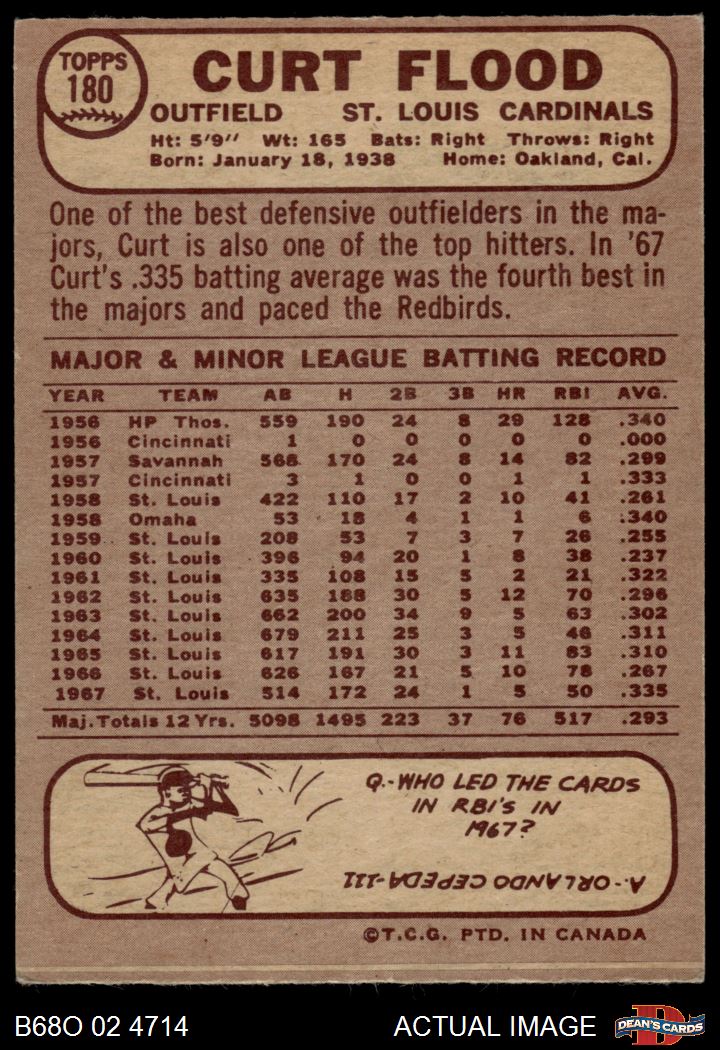 TOPPS
180
CURT FLOOD
OUTFIELD ST. LOUIS CARDINALS
Ht: 5'9" Wt: 165 Bats: Right Throws: Right
Born: January 18, 1938 Home: Oakland, Cal.
One of the best defensive outfielders in the ma-
jors, Curt is also one of the top hitters. In '67
Curt's .335 batting average was the fourth best in
the majors and paced the Redbirds.
MAJOR & MINOR LEAGUE BATTING RECORD
YEAR TEAM AB H 2B 3B HR RBI AVG.
1956 HP Thos. 559 190 24 8 29 128 .340
1956 Cincinnati 1 0 0 0 0 0 .000
1957 Savannah 568 170 24 8 14 82 .299
1957 Cincinnati 3 1 0 0 1 1 .333
1958 St. Louis 422 110 17 2 10 41 .261
1958 Omaha 53 18 4 1 1 6 .340
1959 St. Louis 208 53 7 3 7 26 .255
1960 St. Louis 396 94 20 1 8 38 .237
1961 St. Louis 335 108 15 5 2 21 .322
1962 St. Louis 635 188 30 5 12 70 .296
1963 St. Louis 662 200 34 9 5 63 .302
1964 St. Louis 679 211 25 3 5 46 .311
1965 St. Louis 617 191 30 3 11 83 .310
1966 St. Louis 626 167 21 5 10 78 .267
1967 St. Louis 514 172 24 1 5 50 .335
Maj. Totals 12 Yrs. 5098 1495 223 37 76 517 .293
Q.-WHO LED THE CARDS
IN RBI'S IN
1967?
A.-ORLANDO CEPEDA-111
©T.C.G. PTD. IN CANADA
B68O 02 4714 ACTUAL IMAGE DEAN'S CARDS